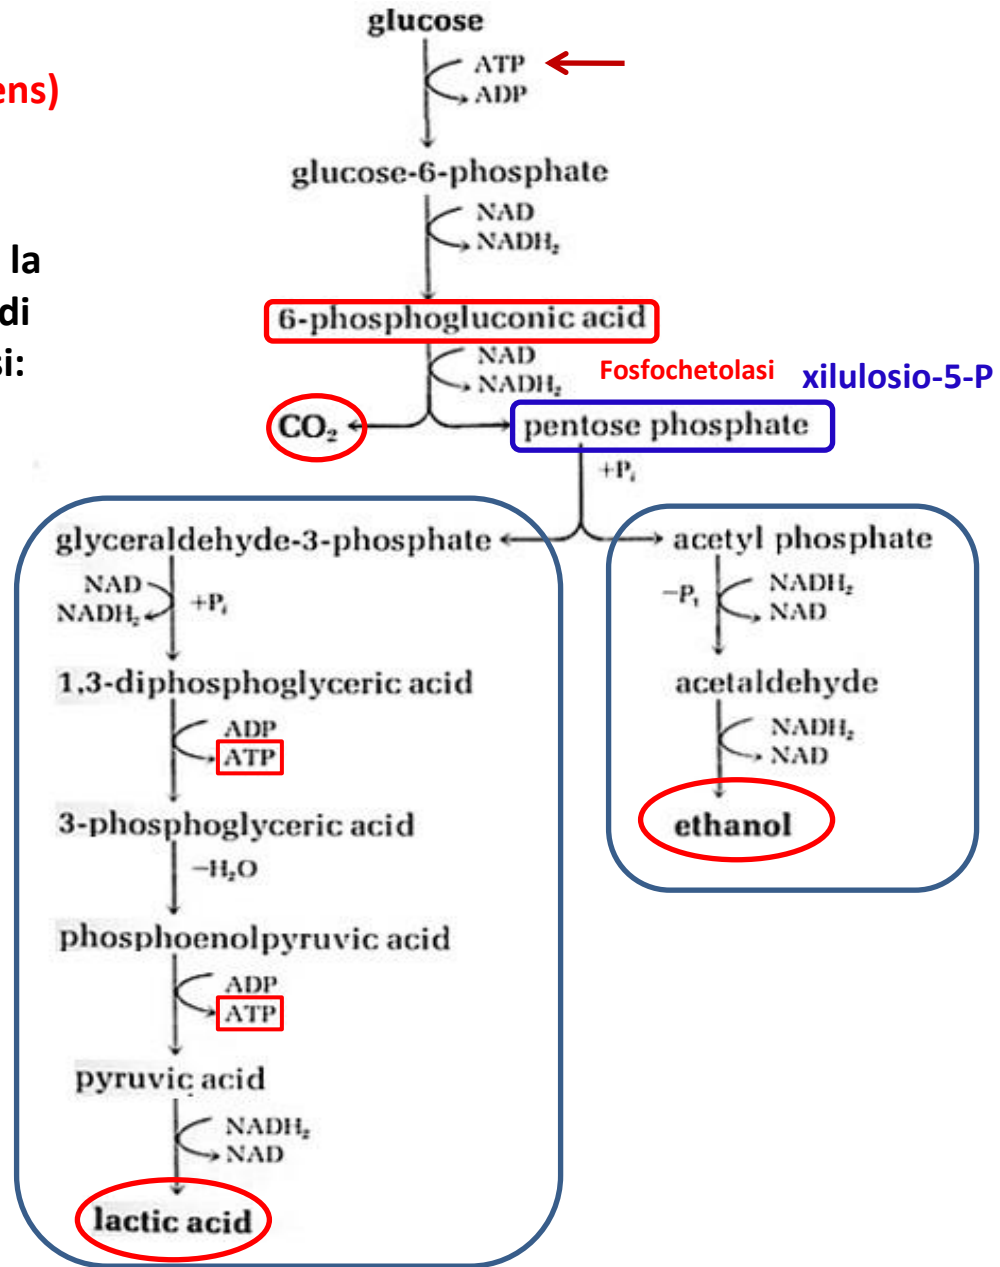 glucose
ATP
ens)
ADP
glucose-6-phosphate
NAD
NADH₂
la
di
si:
6-phosphogluconic acid
NAD
NADH₂
Fosfochetolasi
xilulosio-5-P
CO₂
pentose phosphate
+Pᵢ
glyceraldehyde-3-phosphate
acetyl phosphate
NAD
NADH₂
+Pᵢ
−Pᵢ
NADH₂
NAD
1,3-diphosphoglyceric acid
acetaldehyde
ADP
ATP
NADH₂
NAD
3-phosphoglyceric acid
ethanol
−H₂O
phosphoenolpyruvic acid
ADP
ATP
pyruvic acid
NADH₂
NAD
lactic acid